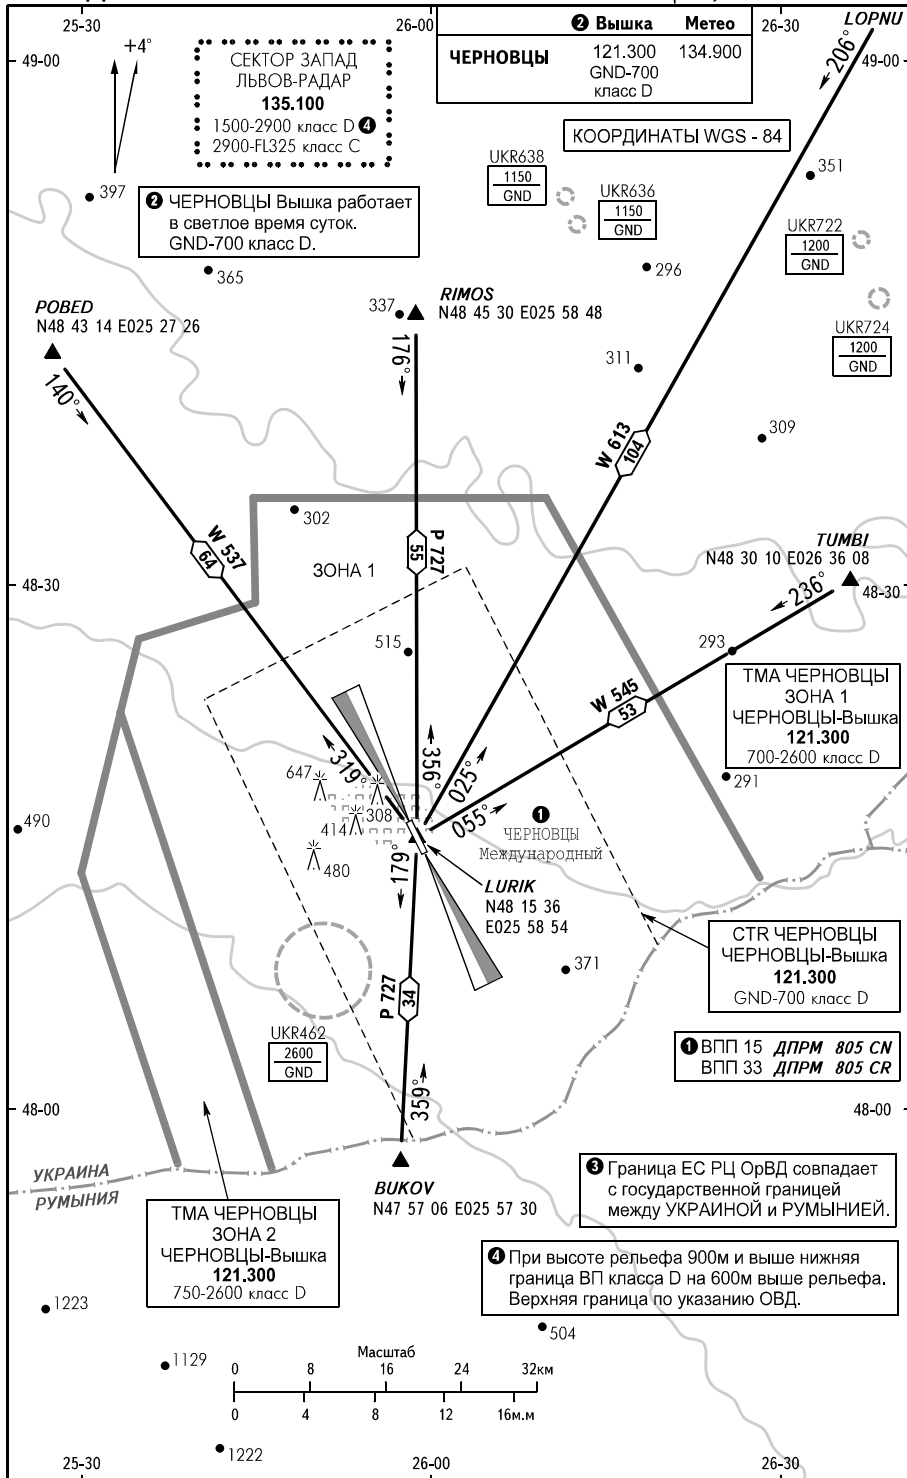 25-30
26-00
26-30
LOPNU
49-00
+4°
СЕКТОР ЗАПАД
ЛЬВОВ-РАДАР
135.100
1500-2900 класс D ❹
2900-FL325 класс C
❷ Вышка Метео
ЧЕРНОВЦЫ 121.300 134.900
GND-700
класс D
206°
49-00
КООРДИНАТЫ WGS - 84
UKR638
1150
GND
UKR636
1150
GND
351
397
❷ ЧЕРНОВЦЫ Вышка работает
в светлое время суток.
GND-700 класс D.
UKR722
1200
GND
365
296
POBED
N48 43 14 E025 27 26
337
RIMOS
N48 45 30 E025 58 48
UKR724
1200
GND
140°
176°
311
309
W 613
104
302
W 537
64
P 727
55
ЗОНА 1
TUMBI
N48 30 10 E026 36 08
48-30
236°
48-30
515
293
ТМА ЧЕРНОВЦЫ
ЗОНА 1
ЧЕРНОВЦЫ-Вышка
121.300
700-2600 класс D
W 545
53
647
319°
356°
025°
055°
291
490
414
308
480
❶
ЧЕРНОВЦЫ
Международный
179°
LURIK
N48 15 36
E025 58 54
CTR ЧЕРНОВЦЫ
ЧЕРНОВЦЫ-Вышка
121.300
GND-700 класс D
371
P 727
34
UKR462
2600
GND
❶ ВПП 15 ДПРМ 805 CN
ВПП 33 ДПРМ 805 CR
359°
48-00
48-00
УКРАИНА
РУМЫНИЯ
BUKOV
N47 57 06 E025 57 30
❸ Граница ЕС РЦ ОрВД совпадает
с государственной границей
между УКРАИНОЙ и РУМЫНИЕЙ.
ТМА ЧЕРНОВЦЫ
ЗОНА 2
ЧЕРНОВЦЫ-Вышка
121.300
750-2600 класс D
❹ При высоте рельефа 900м и выше нижняя
граница ВП класса D на 600м выше рельефа.
Верхняя граница по указанию ОВД.
1223
504
1129
Масштаб
0 8 16 24 32км
0 4 8 12 16м.м
1222
25-30
26-00
26-30